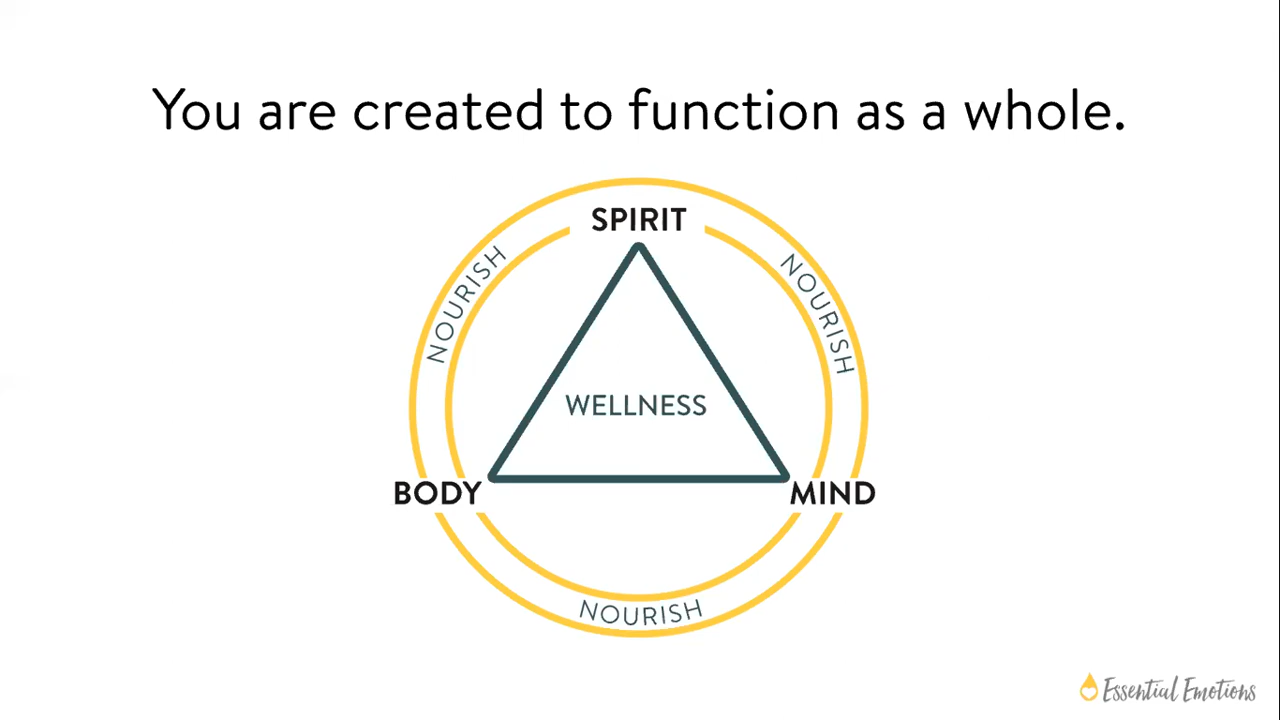 You are created to function as a whole.
SPIRIT
NOURISH
NOURISH
WELLNESS
BODY
MIND
NOURISH
Essential Emotions